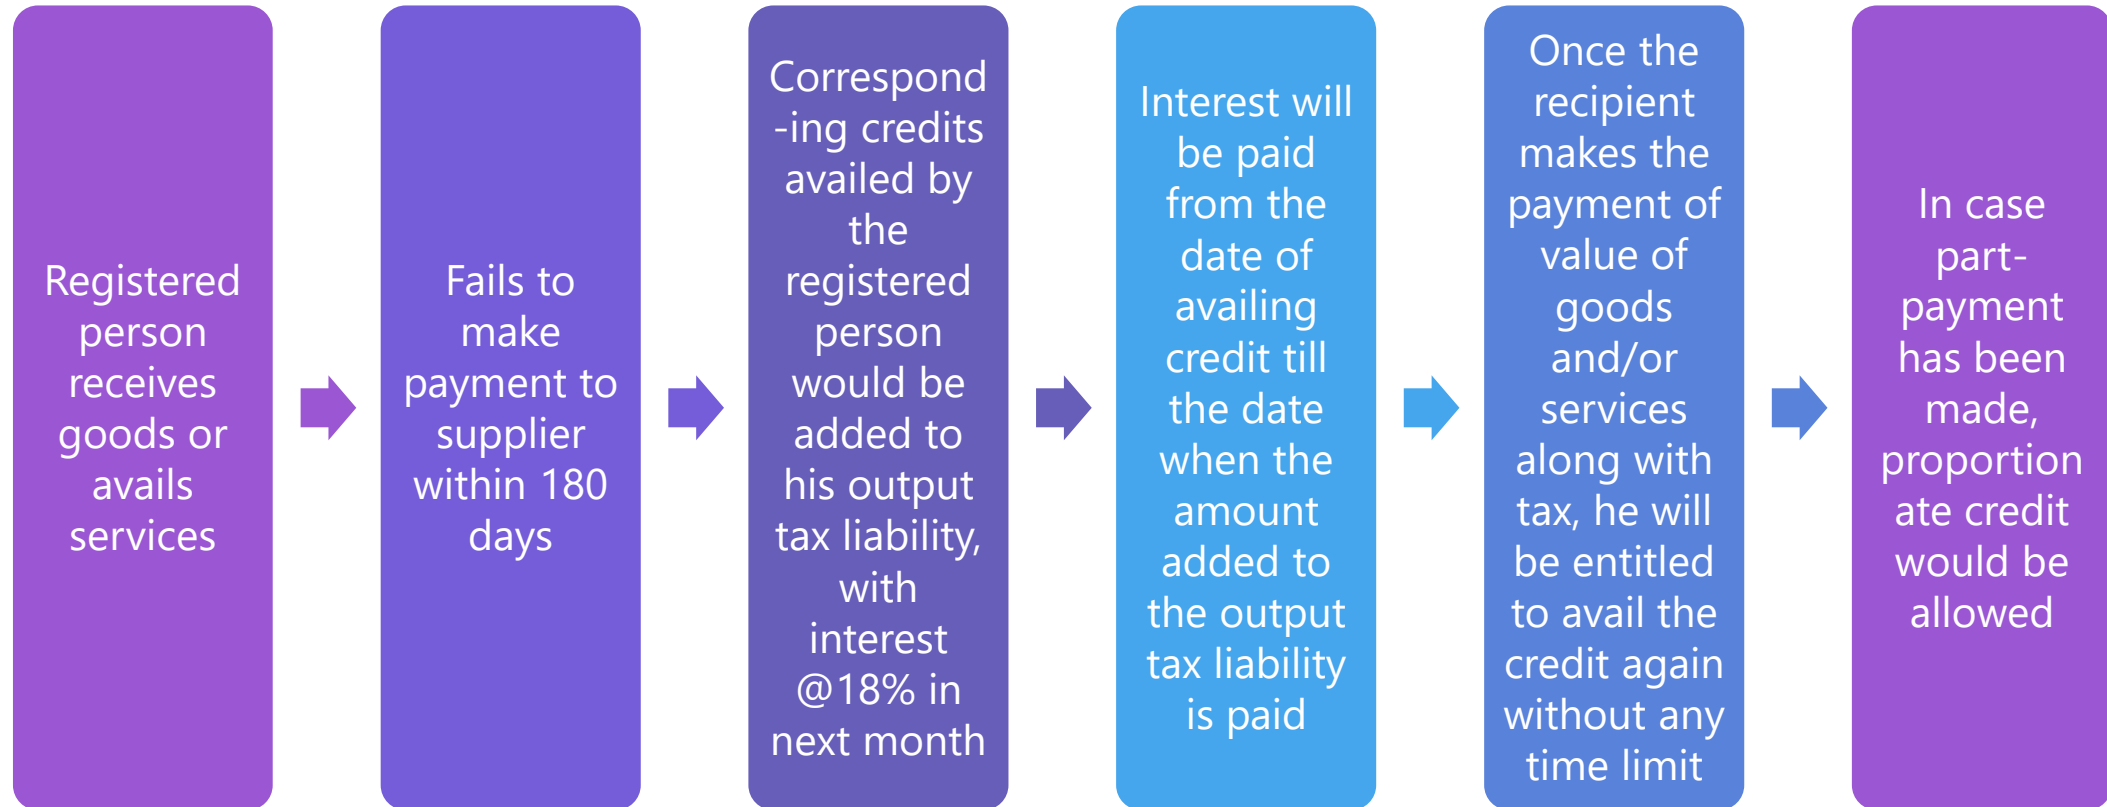 Registered
person
receives
goods or
avails
services
Fails to
make
payment to
supplier
within 180
days
Correspond
-ing credits
availed by
the
registered
person
would be
added to
his output
tax liability,
with
interest
@18% in
next month
Interest will
be paid
from the
date of
availing
credit till
the date
when the
amount
added to
the output
tax liability
is paid
Once the
recipient
makes the
payment of
value of
goods
and/or
services
along with
tax, he will
be entitled
to avail the
credit again
without any
time limit
In case
part-
payment
has been
made,
proportion
ate credit
would be
allowed